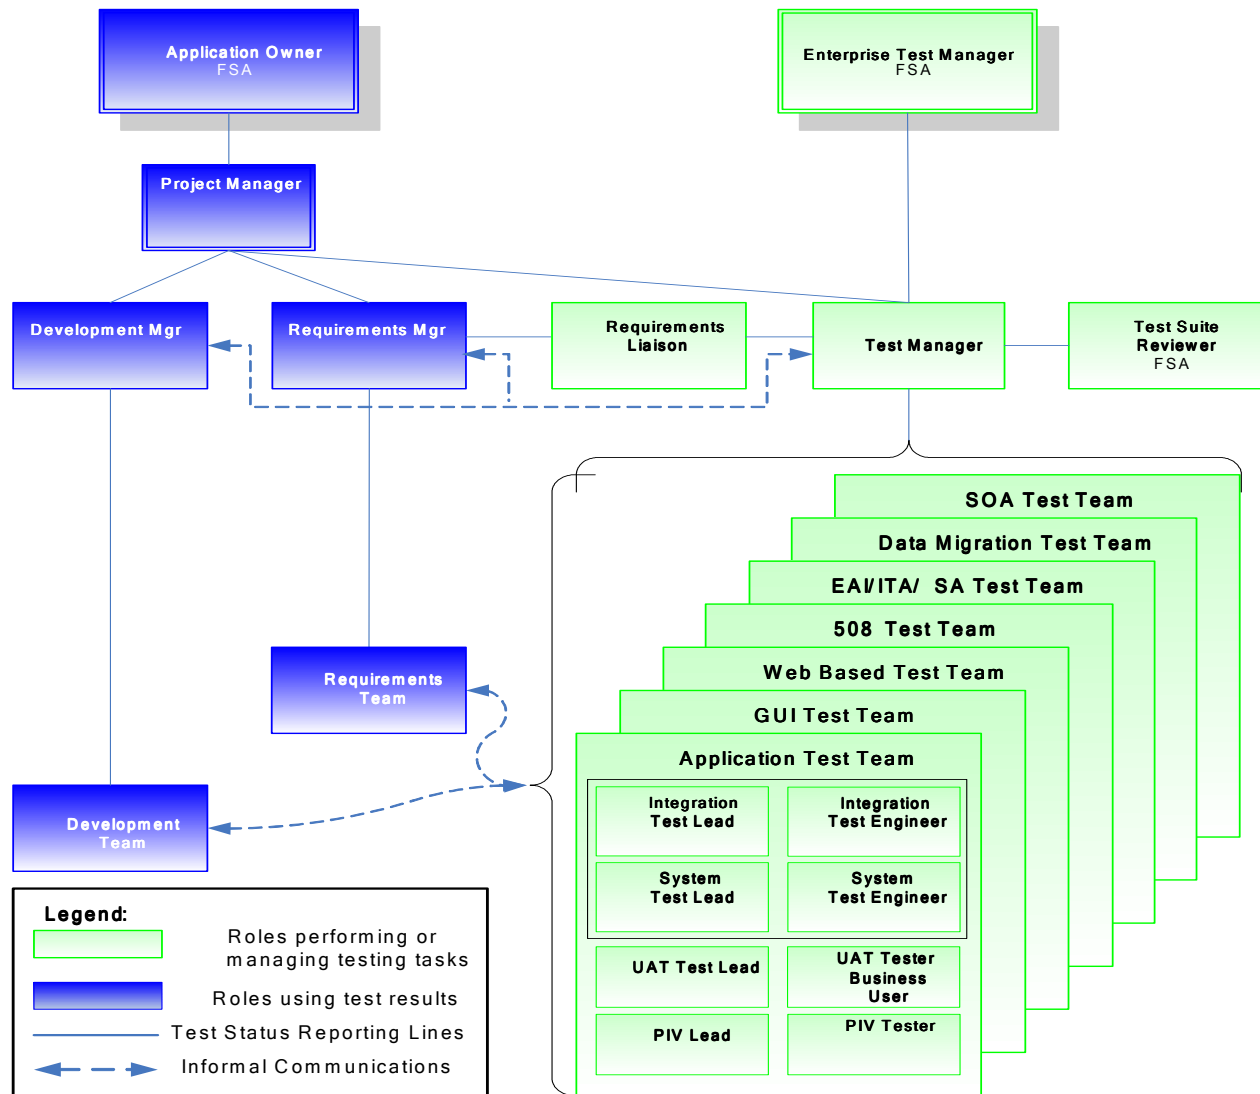 Application Owner
FSA
Enterprise Test Manager
FSA
Project Manager
Development Mgr
Requirements Mgr
Requirements
Liaison
Test Manager
Test Suite
Reviewer
FSA
SOA Test Team
Data Migration Test Team
EAI/ITA/ SA Test Team
508 Test Team
Web Based Test Team
GUI Test Team
Application Test Team
Integration
Test Lead
Integration
Test Engineer
System
Test Lead
System
Test Engineer
UAT Test Lead
UAT Tester
Business
User
PIV Lead
PIV Tester
Requirements
Team
Development
Team
Legend:
Roles performing or
managing testing tasks
Roles using test results
Test Status Reporting Lines
Informal Communications